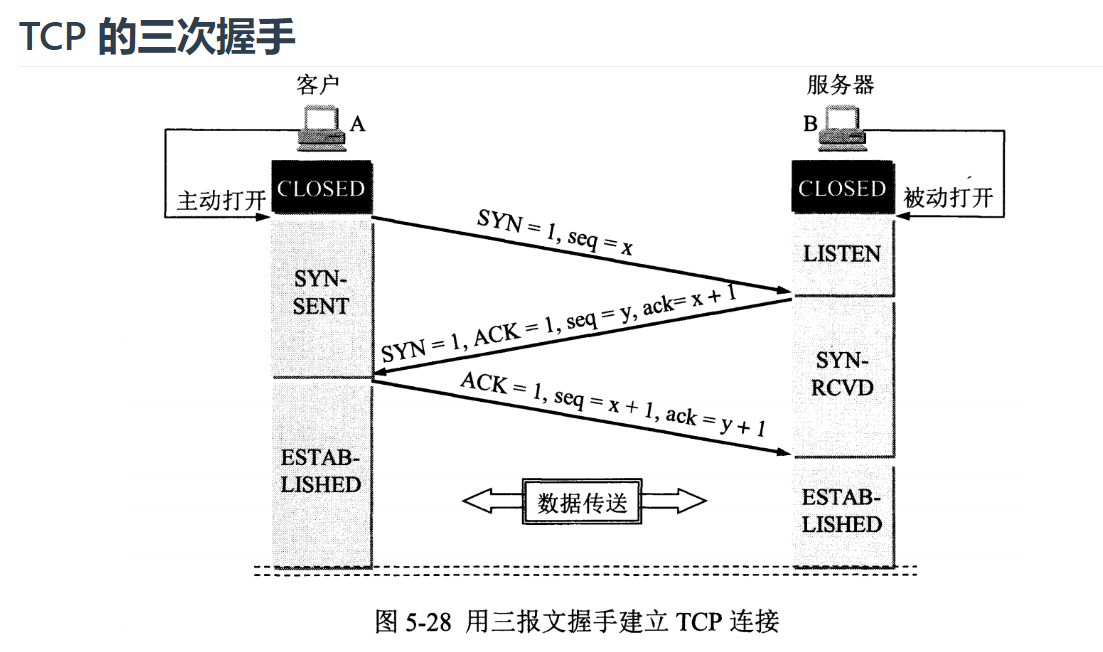 TCP 的三次握手
客户
服务器
A
B
CLOSED
CLOSED
主动打开
被动打开
SYN = 1, seq = x
LISTEN
SYN-
SENT
SYN = 1, ACK = 1, seq = y, ack= x + 1
SYN-
RCVD
ACK = 1, seq = x + 1, ack = y + 1
ESTAB-
LISHED
数据传送
ESTAB-
LISHED
图 5-28 用三报文握手建立 TCP 连接